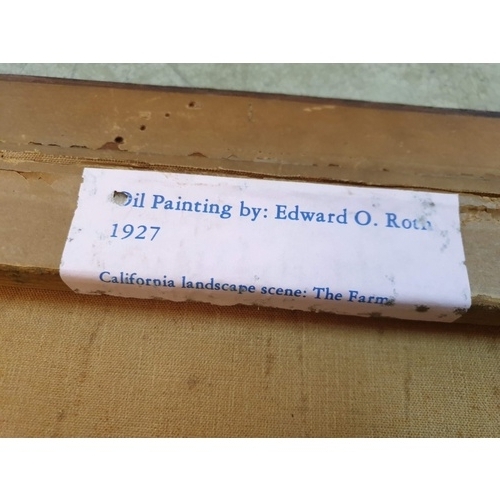 Oil Painting by: Edward O. Roth
1927
California landscape scene: The Farm